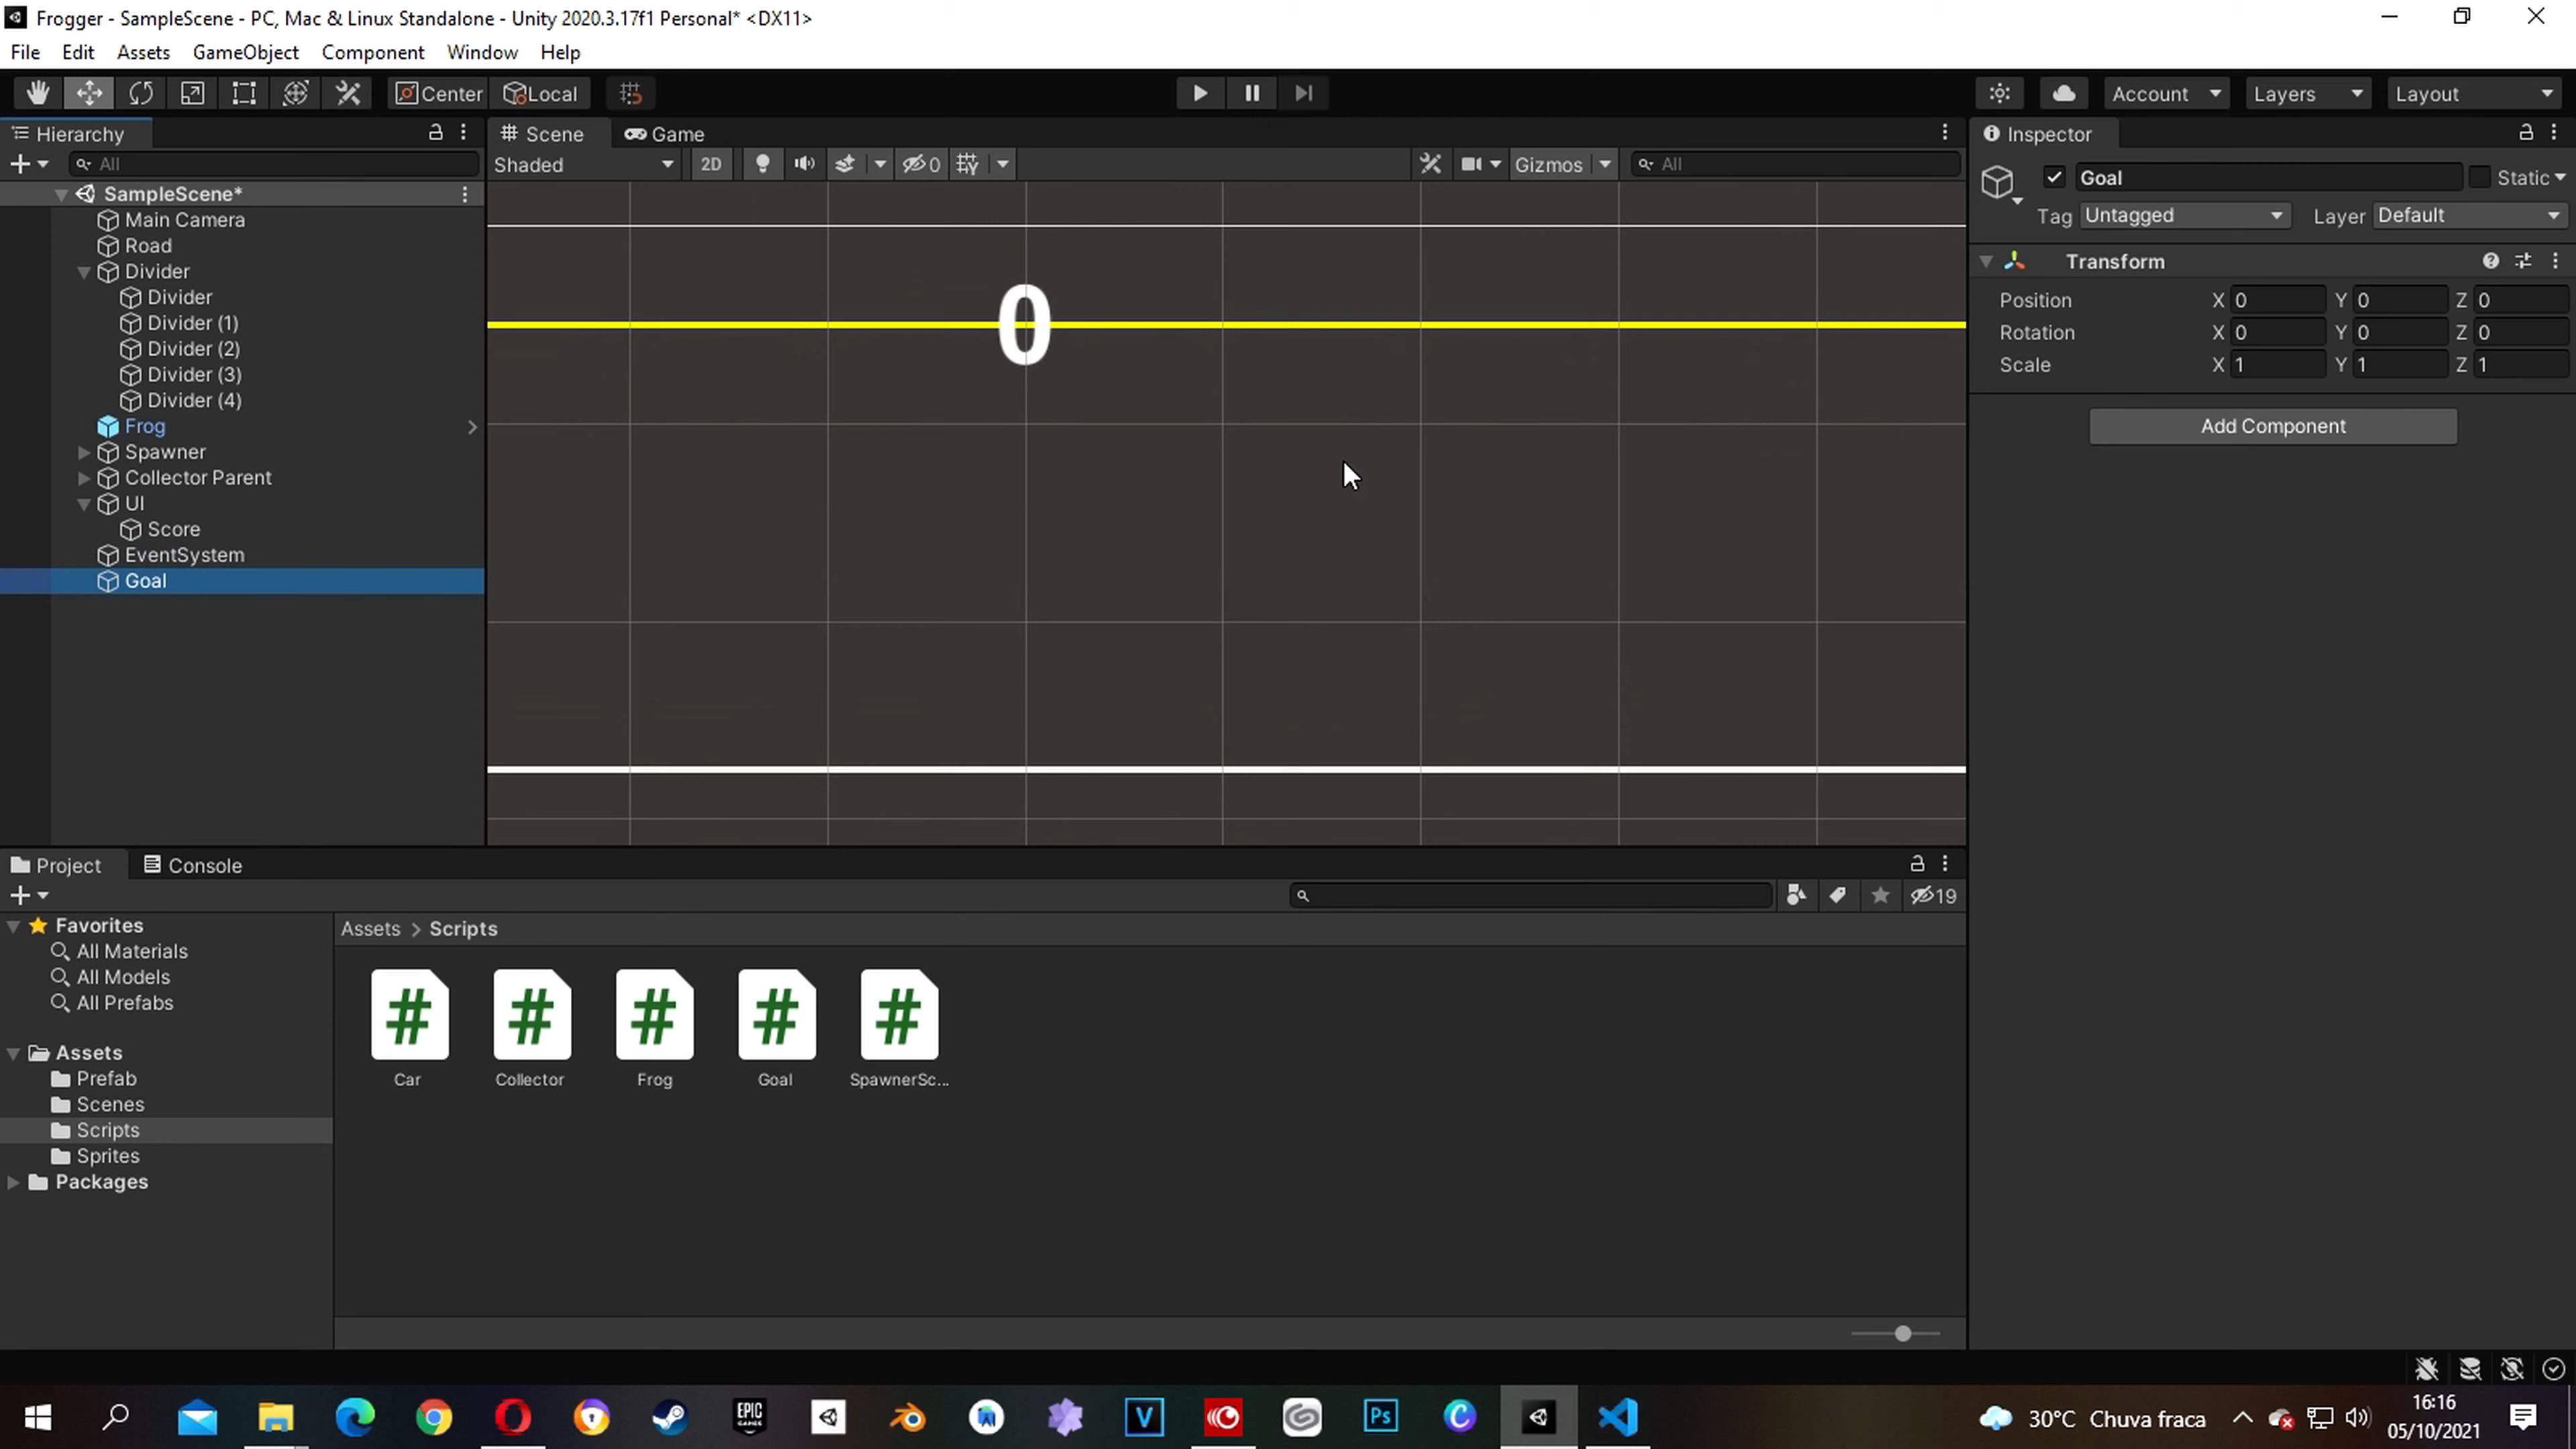 Frogger - SampleScene - PC, Mac & Linux Standalone - Unity 2020.3.17f1 Personal* <DX11>
File Edit Assets GameObject Component Window Help
Center Local Account Layers Layout
Hierarchy
All
SampleScene*
Main Camera
Road
Divider
Divider
Divider (1)
Divider (2)
Divider (3)
Divider (4)
Frog
Spawner
Collector Parent
UI
Score
EventSystem
Goal
Scene Game
Shaded 2D 0 Gizmos All
0
Inspector
Goal Static
Tag Untagged Layer Default
Transform
Position X 0 Y 0 Z 0
Rotation X 0 Y 0 Z 0
Scale X 1 Y 1 Z 1
Add Component
Project Console
19
Favorites
All Materials
All Models
All Prefabs
Assets
Prefab
Scenes
Scripts
Sprites
Packages
Assets > Scripts
# # # # #
Car Collector Frog Goal SpawnerSc...
EPIC GAMES
V
Ps
C
30°C Chuva fraca
16:16
05/10/2021